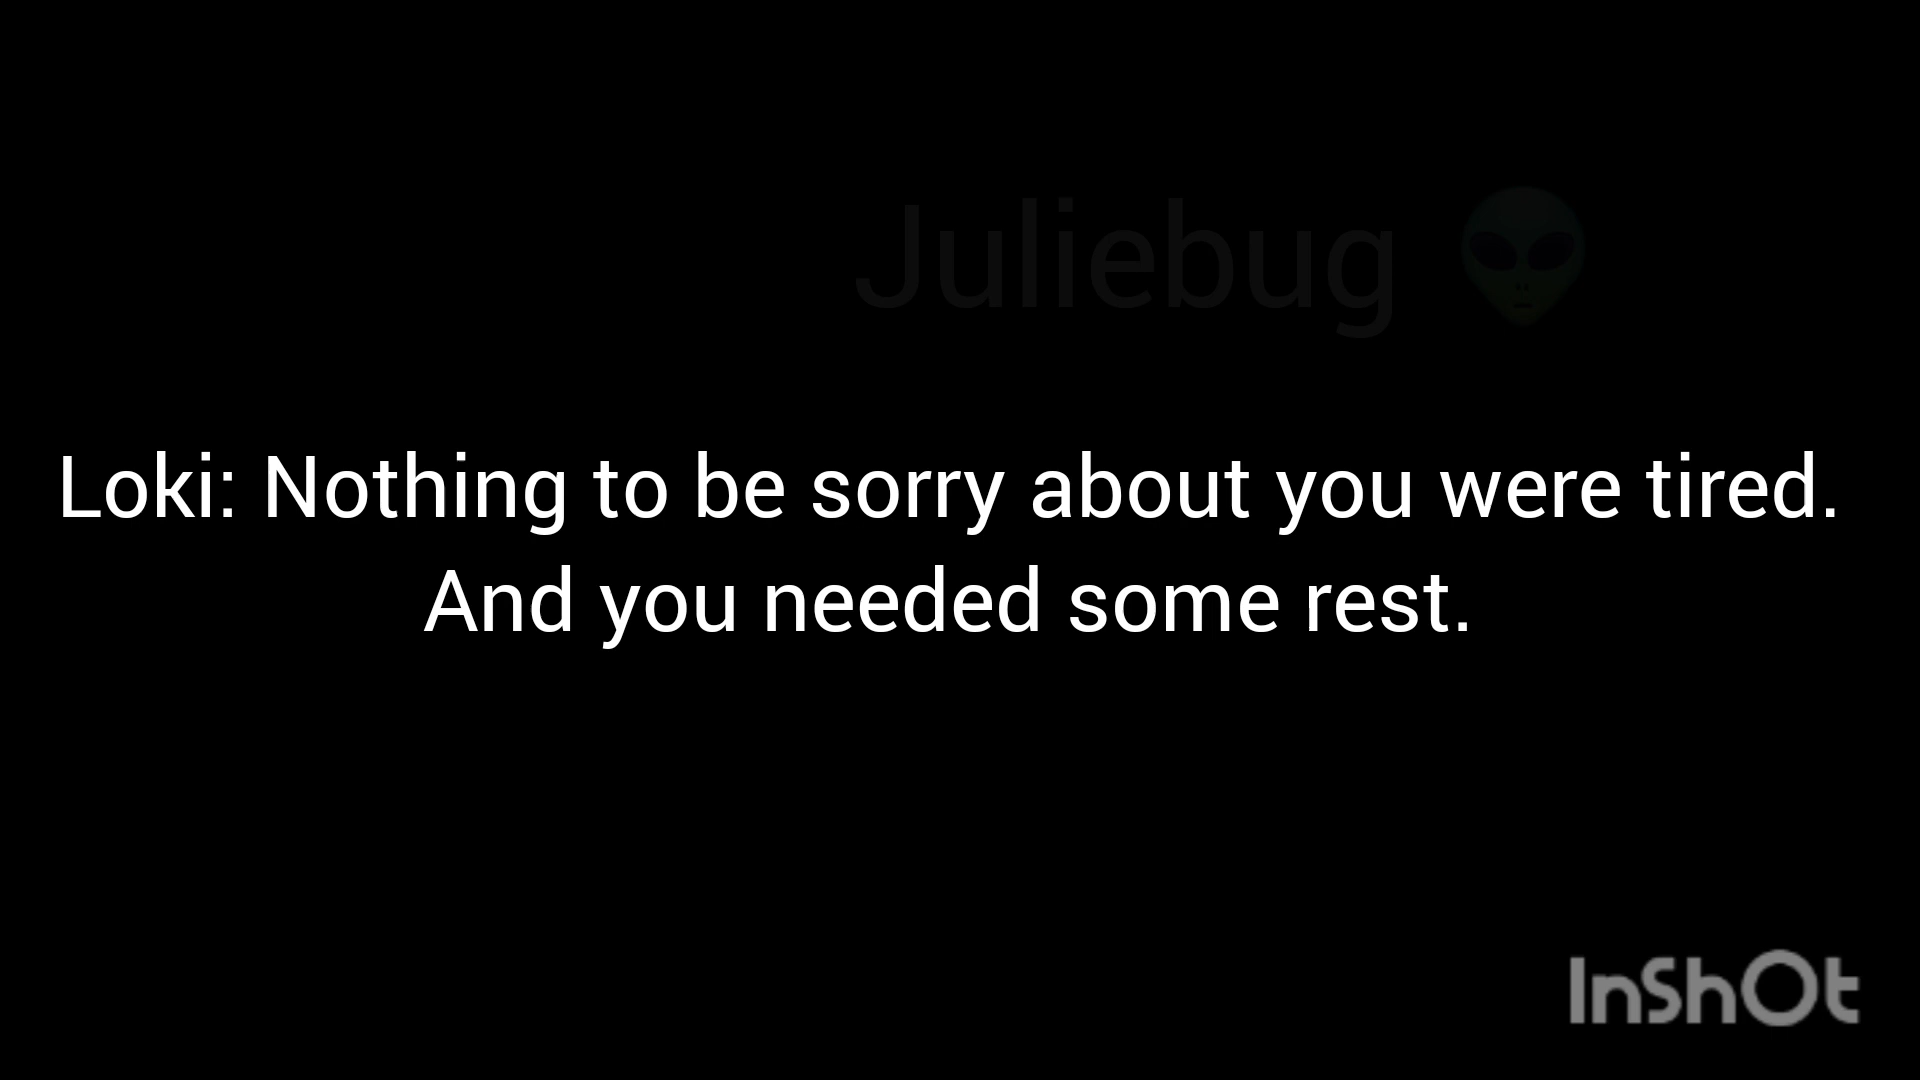 Juliebug 👽
Loki: Nothing to be sorry about you were tired.
And you needed some rest.
InShOt